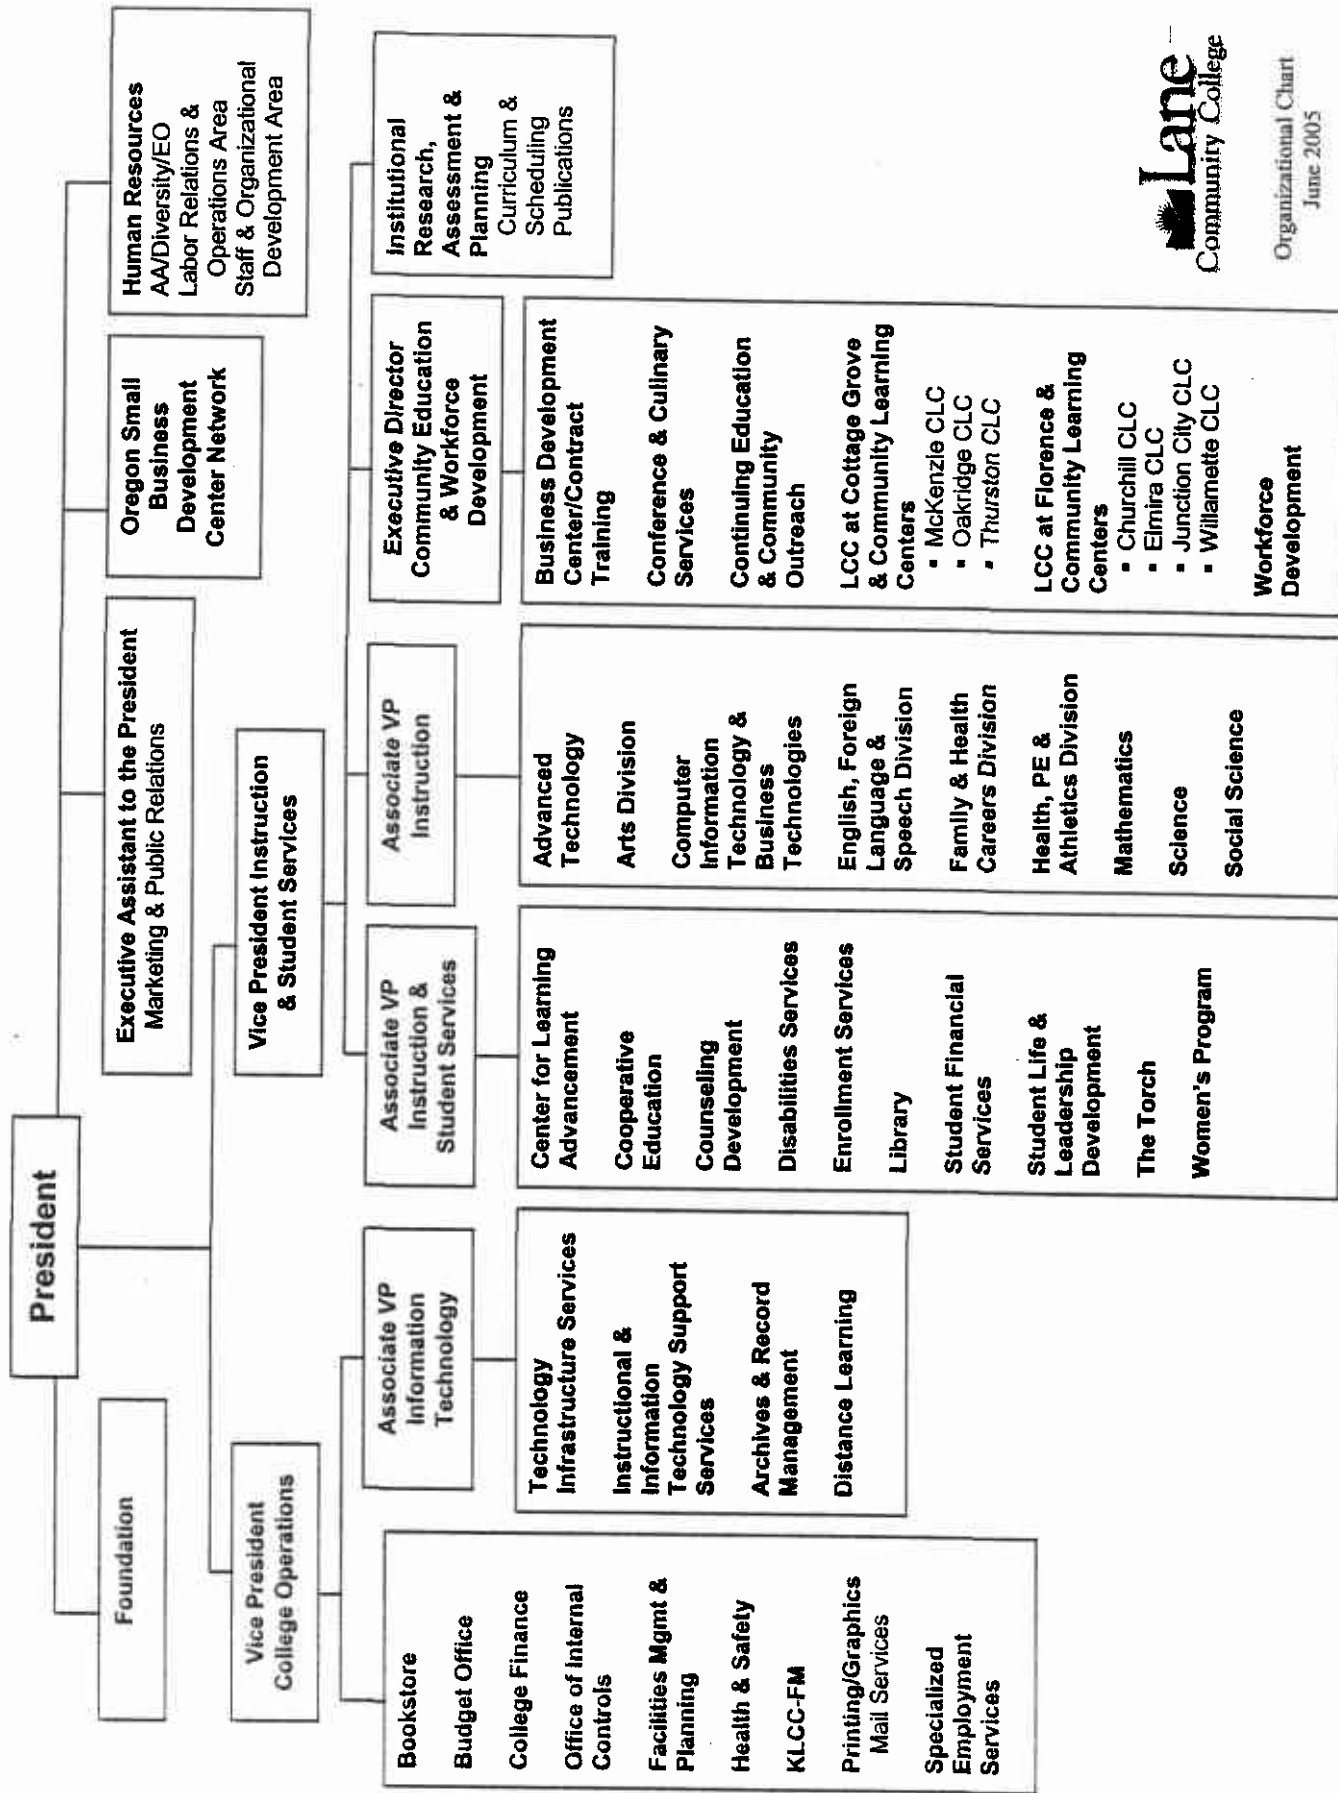 President
Foundation
Executive Assistant to the President
Marketing & Public Relations
Oregon Small
Business
Development
Center Network
Human Resources
AA/Diversity/EO
Labor Relations &
Operations Area
Staff & Organizational
Development Area
Vice President
College Operations
Vice President Instruction
& Student Services
Bookstore
Budget Office
College Finance
Office of Internal
Controls
Facilities Mgmt &
Planning
Health & Safety
KLCC-FM
Printing/Graphics
Mail Services
Specialized
Employment
Services
Associate VP
Information
Technology
Technology
Infrastructure Services
Instructional &
Information
Technology Support
Services
Archives & Record
Management
Distance Learning
Associate VP
Instruction &
Student Services
Center for Learning
Advancement
Cooperative
Education
Counseling
Development
Disabilities Services
Enrollment Services
Library
Student Financial
Services
Student Life &
Leadership
Development
The Torch
Women's Program
Associate VP
Instruction
Advanced
Technology
Arts Division
Computer
Information
Technology &
Business
Technologies
English, Foreign
Language &
Speech Division
Family & Health
Careers Division
Health, PE &
Athletics Division
Mathematics
Science
Social Science
Executive Director
Community Education
& Workforce
Development
Business Development
Center/Contract
Training
Conference & Culinary
Services
Continuing Education
& Community
Outreach
LCC at Cottage Grove
& Community Learning
Centers
▪ McKenzie CLC
▪ Oakridge CLC
▪ Thurston CLC
LCC at Florence &
Community Learning
Centers
▪ Churchill CLC
▪ Elmira CLC
▪ Junction City CLC
▪ Willamette CLC
Workforce
Development
Institutional
Research,
Assessment &
Planning
Curriculum &
Scheduling
Publications
Lane
Community College
Organizational Chart
June 2005